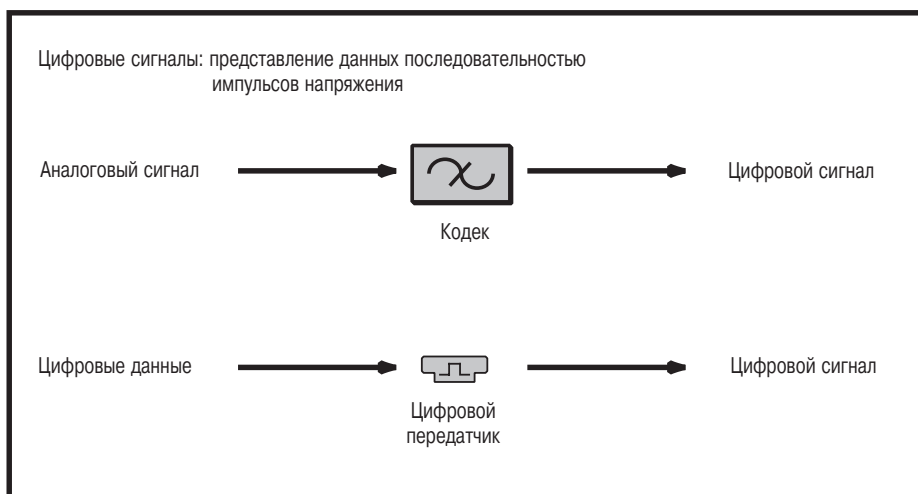 Цифровые сигналы: представление данных последовательностью
импульсов напряжения
Аналоговый сигнал
Цифровой сигнал
Кодек
Цифровые данные
Цифровой сигнал
Цифровой
передатчик